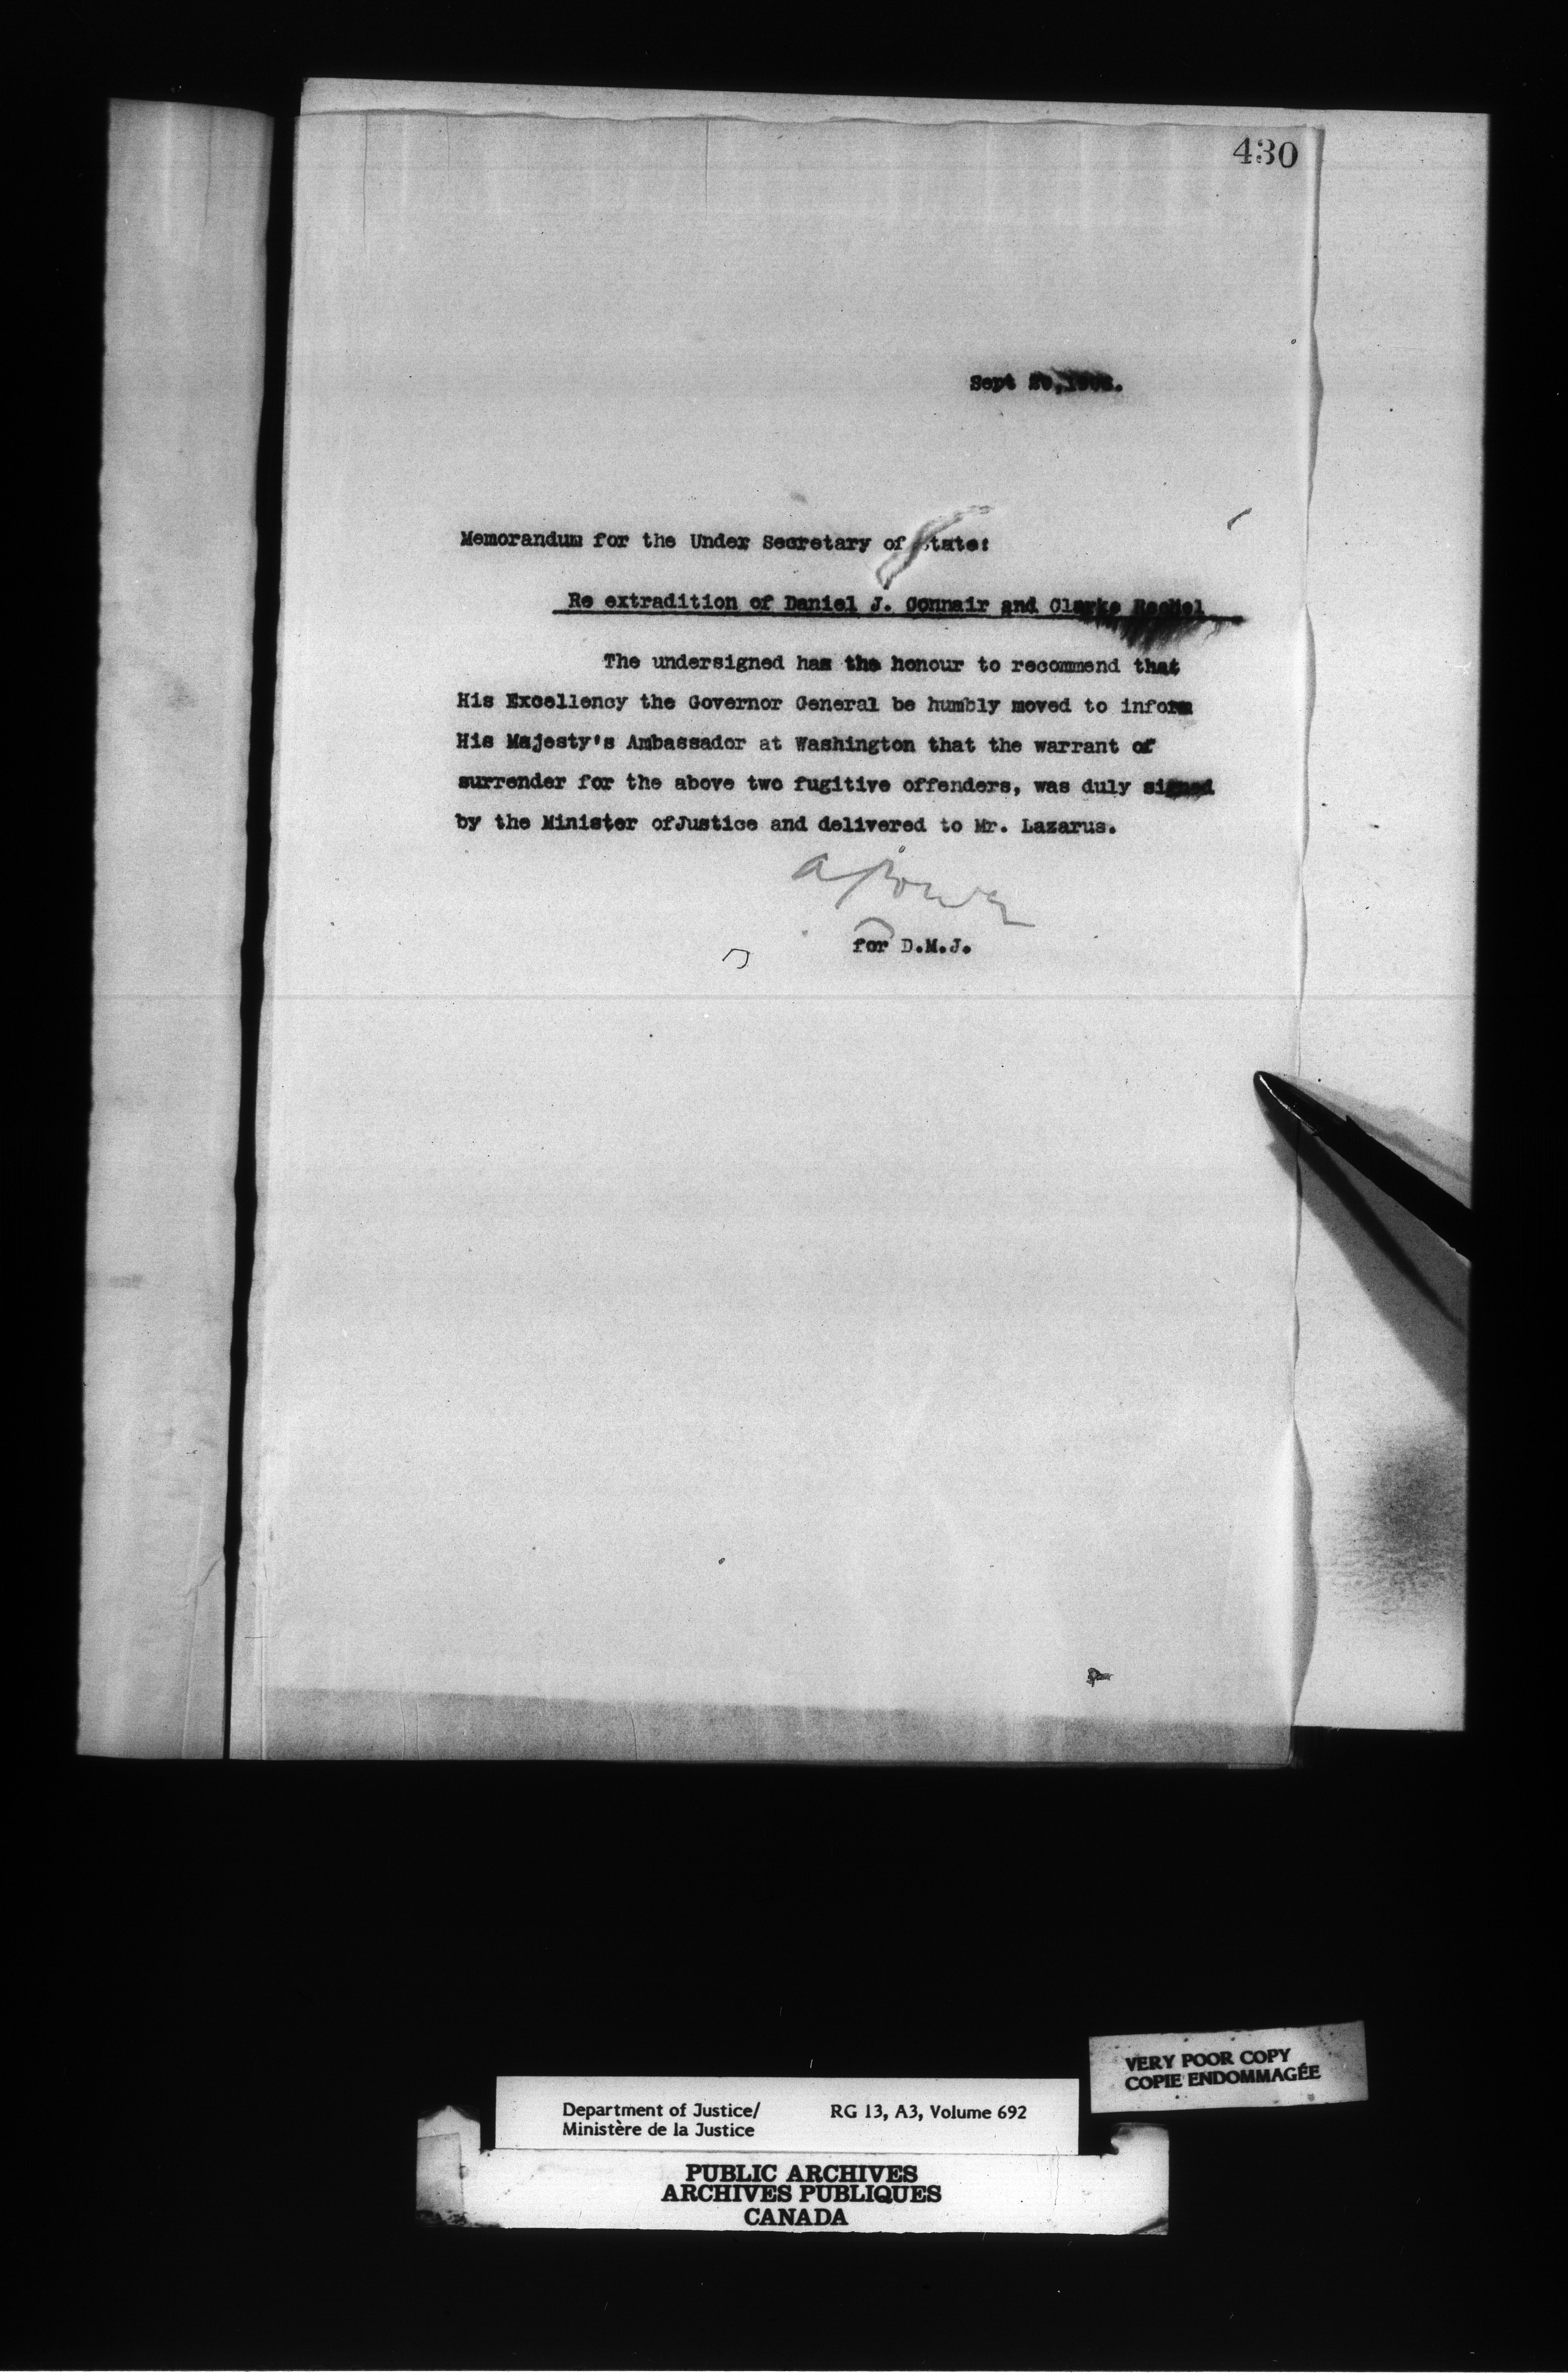 430
Sept
Memorandum for the Under Secretary of State:
Re extradition of Daniel J. Connair and Clarke
The undersigned has the honour to recommend that
His Excellency the Governor General be humbly moved to inform
His Majesty's Ambassador at Washington that the warrant of
surrender for the above two fugitive offenders, was duly signed
by the Minister ofJustice and delivered to Mr. Lazarus.
for D.M.J.
VERY POOR COPY
COPIE ENDOMMAGÉE
Department of Justice/ RG 13, A3, Volume 692
Ministère de la Justice
PUBLIC ARCHIVES
ARCHIVES PUBLIQUES
CANADA